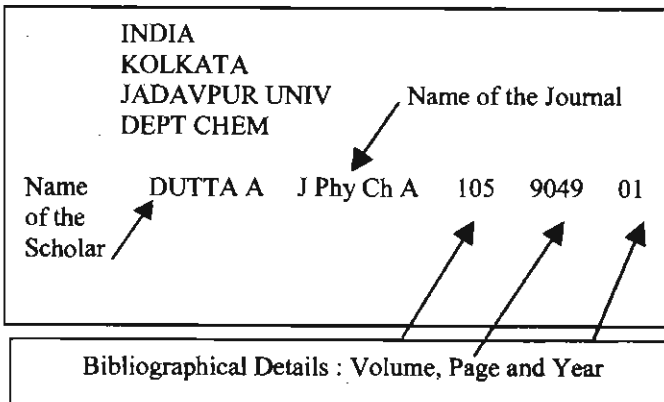 INDIA
KOLKATA
JADAVPUR UNIV
DEPT CHEM
Name of the Journal
Name of the Scholar
DUTTA A J Phy Ch A 105 9049 01
Bibliographical Details : Volume, Page and Year